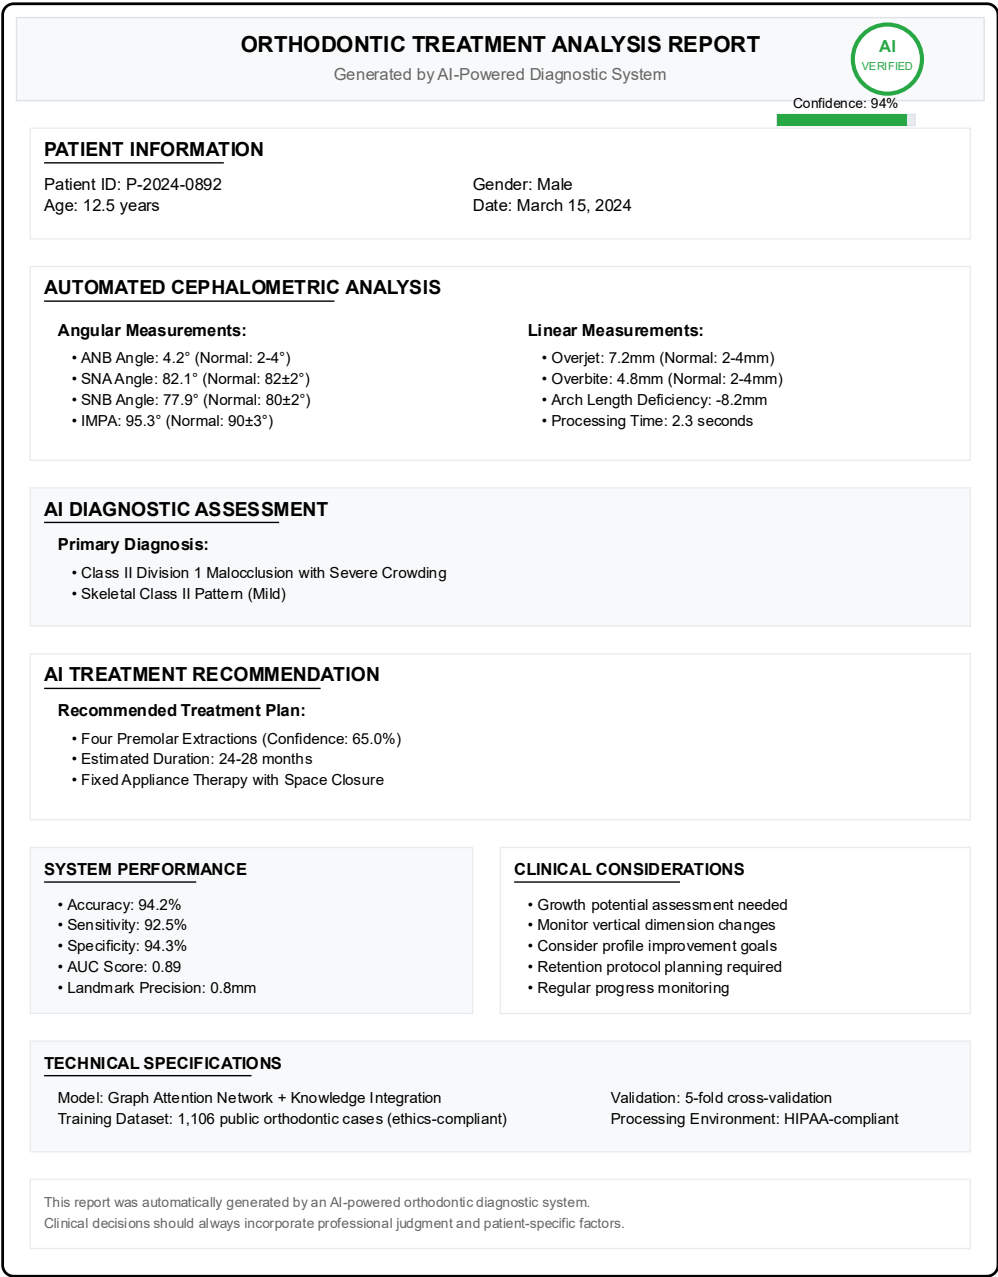 ORTHODONTIC TREATMENT ANALYSIS REPORT
Generated by AI-Powered Diagnostic System
AI
VERIFIED
Confidence: 94%
PATIENT INFORMATION
Patient ID: P-2024-0892
Gender: Male
Age: 12.5 years
Date: March 15, 2024
AUTOMATED CEPHALOMETRIC ANALYSIS
Angular Measurements:
• ANB Angle: 4.2° (Normal: 2-4°)
• SNA Angle: 82.1° (Normal: 82±2°)
• SNB Angle: 77.9° (Normal: 80±2°)
• IMPA: 95.3° (Normal: 90±3°)
Linear Measurements:
• Overjet: 7.2mm (Normal: 2-4mm)
• Overbite: 4.8mm (Normal: 2-4mm)
• Arch Length Deficiency: -8.2mm
• Processing Time: 2.3 seconds
AI DIAGNOSTIC ASSESSMENT
Primary Diagnosis:
• Class II Division 1 Malocclusion with Severe Crowding
• Skeletal Class II Pattern (Mild)
AI TREATMENT RECOMMENDATION
Recommended Treatment Plan:
• Four Premolar Extractions (Confidence: 65.0%)
• Estimated Duration: 24-28 months
• Fixed Appliance Therapy with Space Closure
SYSTEM PERFORMANCE
• Accuracy: 94.2%
• Sensitivity: 92.5%
• Specificity: 94.3%
• AUC Score: 0.89
• Landmark Precision: 0.8mm
CLINICAL CONSIDERATIONS
• Growth potential assessment needed
• Monitor vertical dimension changes
• Consider profile improvement goals
• Retention protocol planning required
• Regular progress monitoring
TECHNICAL SPECIFICATIONS
Model: Graph Attention Network + Knowledge Integration
Training Dataset: 1,106 public orthodontic cases (ethics-compliant)
Validation: 5-fold cross-validation
Processing Environment: HIPAA-compliant
This report was automatically generated by an AI-powered orthodontic diagnostic system.
Clinical decisions should always incorporate professional judgment and patient-specific factors.